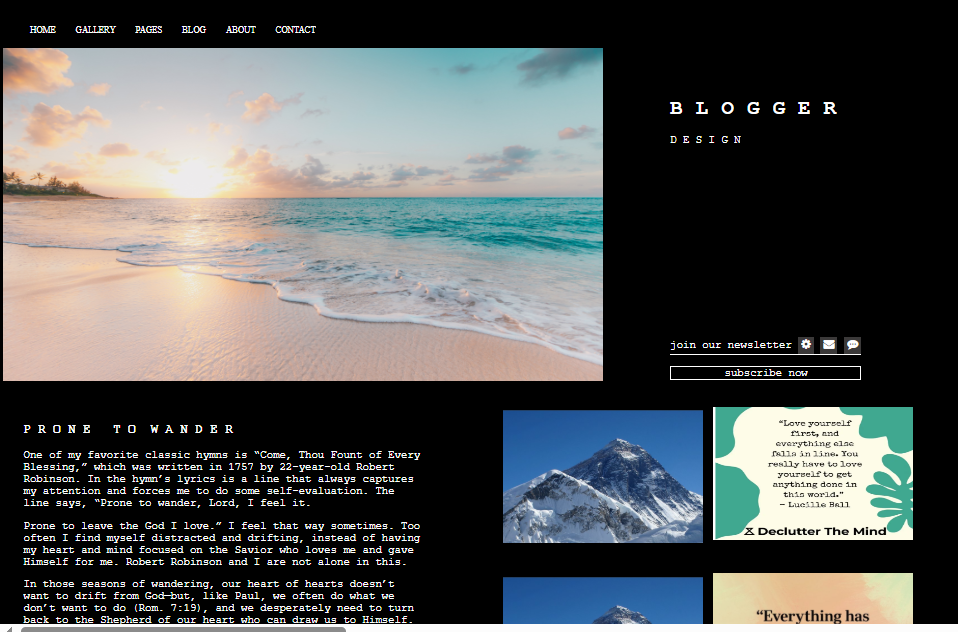 HOME GALLERY PAGES BLOG ABOUT CONTACT
BLOGGER
DESIGN
join our newsletter
subscribe now
PRONE TO WANDER
One of my favorite classic hymns is “Come, Thou Fount of Every
Blessing,” which was written in 1757 by 22-year-old Robert
Robinson. In the hymn’s lyrics is a line that always captures
my attention and forces me to do some self-evaluation. The
line says, “Prone to wander, Lord, I feel it.
Prone to leave the God I love.” I feel that way sometimes. Too
often I find myself distracted and drifting, instead of having
my heart and mind focused on the Savior who loves me and gave
Himself for me. Robert Robinson and I are not alone in this.
In those seasons of wandering, our heart of hearts doesn’t
want to drift from God—but, like Paul, we often do what we
don’t want to do (Rom. 7:19), and we desperately need to turn
back to the Shepherd of our heart who can draw us to Himself.
“Love yourself
first, and
everything else
falls in line. You
really have to love
yourself to get
anything done in
this world.”
– Lucille Ball
Declutter The Mind
“Everything has